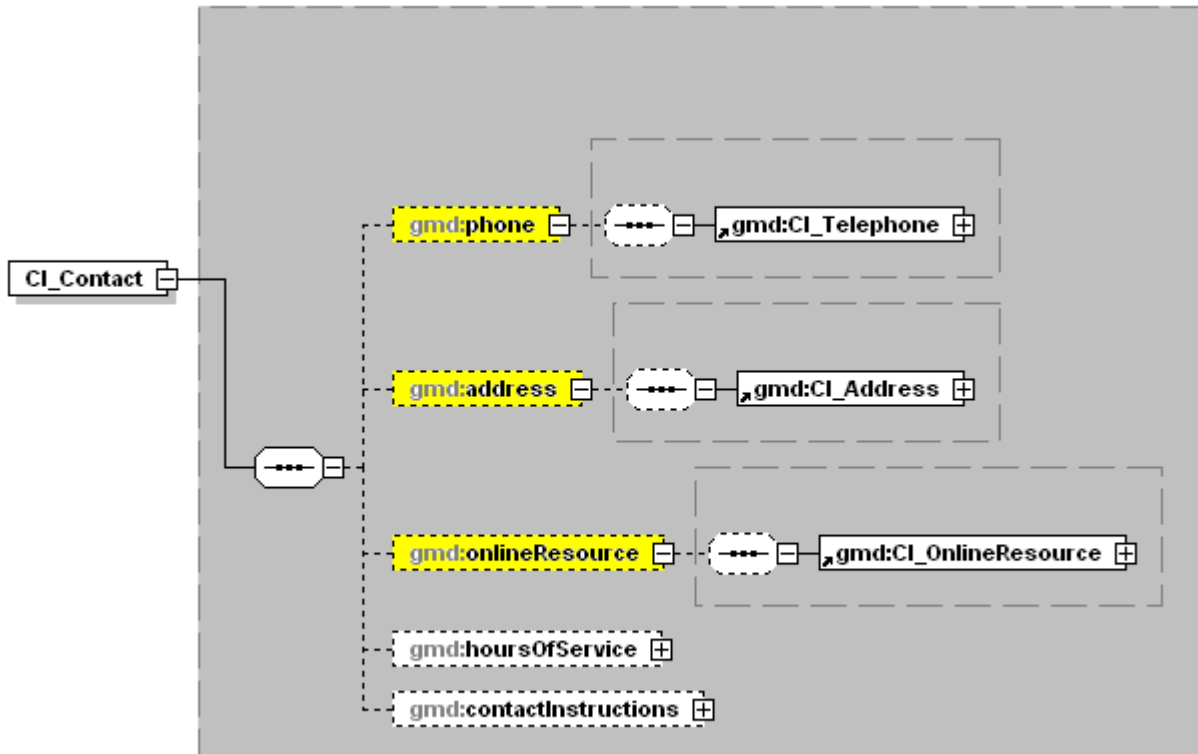 gmd:phone
gmd:CI_Telephone
CI_Contact
gmd:address
gmd:CI_Address
gmd:onlineResource
gmd:CI_OnlineResource
gmd:hoursOfService
gmd:contactInstructions